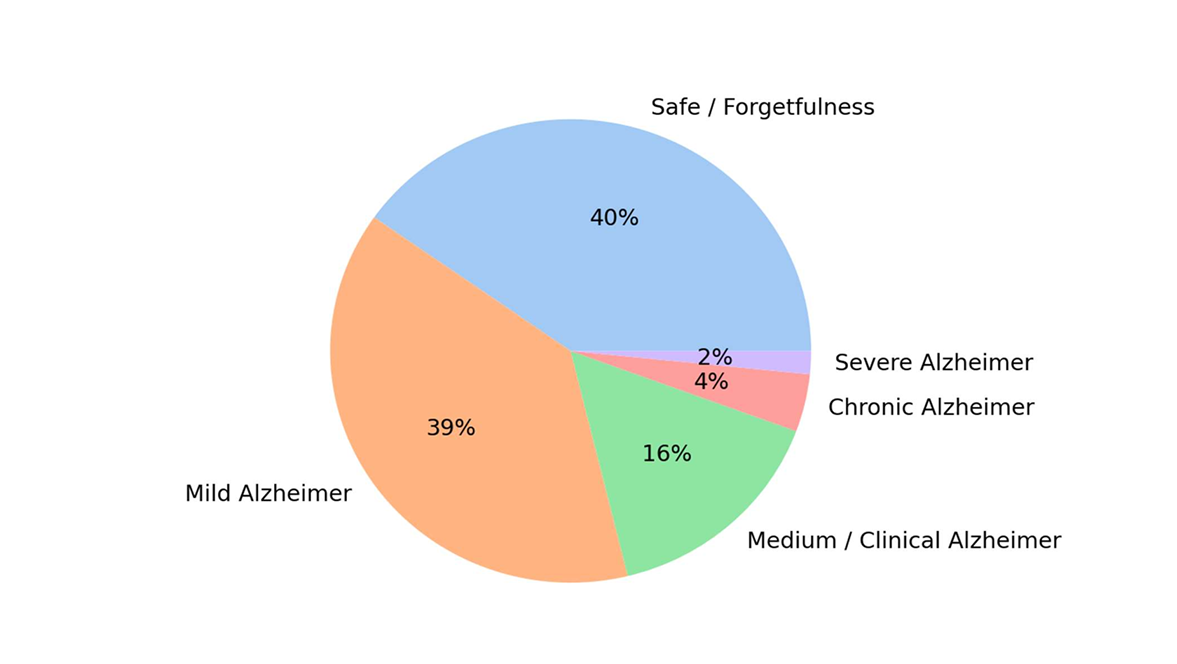 Safe / Forgetfulness
40%
2%
Severe Alzheimer
4%
Chronic Alzheimer
39%
16%
Mild Alzheimer
Medium / Clinical Alzheimer